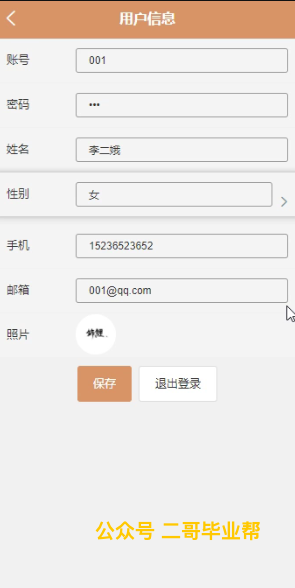 用户信息
账号 001
密码 •••
姓名 李二娥
性别 女
手机 15236523652
邮箱 001@qq.com
照片
保存 退出登录
公众号 二哥毕业帮